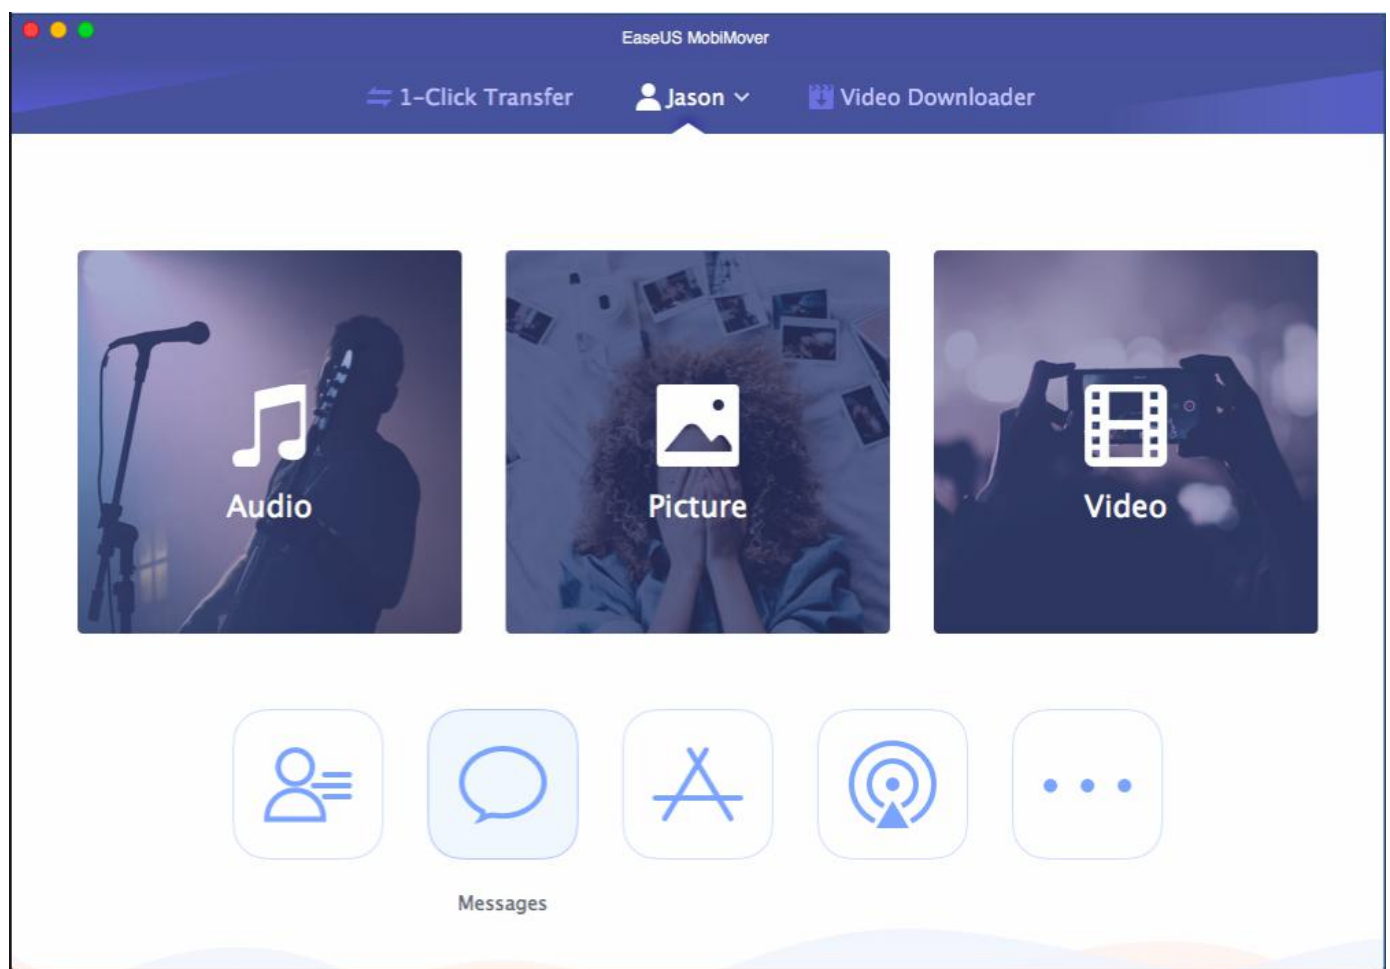 EaseUS MobiMover
1-Click Transfer
Jason
Video Downloader
Audio
Picture
Video
Messages